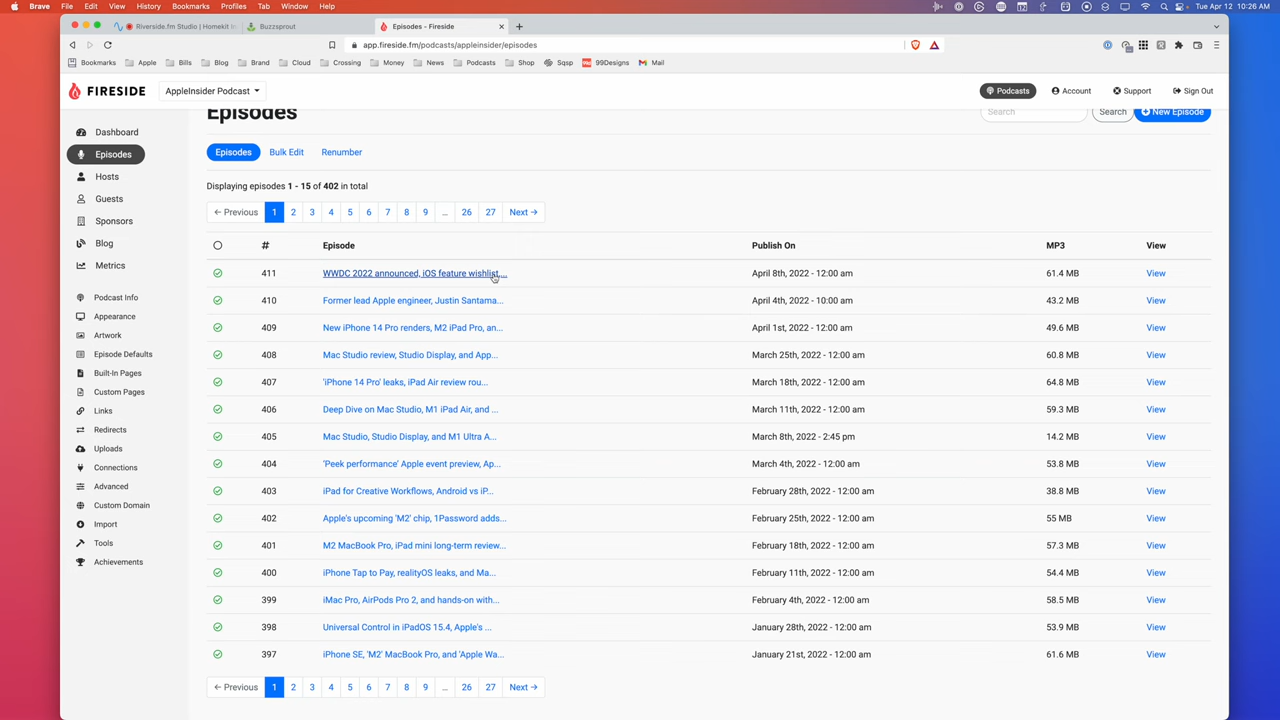 Brave File Edit View History Bookmarks Profiles Tab Window Help Tue Apr 12 10:26 AM
Riverside.fm Studio | Homekit Buzzsprout Episodes - Fireside
app.fireside.fm/podcasts/appleinsider/episodes
Bookmarks Apple Bills Blog Brand Cloud Crossing Money News Podcasts Shop Sqsp 99Designs Mail
FIRESIDE AppleInsider Podcast Podcasts Account Support Sign Out
Episodes Search Search New Episode
Dashboard
Episodes
Hosts
Guests
Sponsors
Blog
Metrics
Podcast Info
Appearance
Artwork
Episode Defaults
Built-In Pages
Custom Pages
Links
Redirects
Uploads
Connections
Advanced
Custom Domain
Import
Tools
Achievements
Episodes Bulk Edit Renumber
Displaying episodes 1 - 15 of 402 in total
← Previous 1 2 3 4 5 6 7 8 9 ... 26 27 Next →
# Episode Publish On MP3 View
411 WWDC 2022 announced, iOS feature wishlist,... April 8th, 2022 - 12:00 am 61.4 MB View
410 Former lead Apple engineer, Justin Santama... April 4th, 2022 - 10:00 am 43.2 MB View
409 New iPhone 14 Pro renders, M2 iPad Pro, an... April 1st, 2022 - 12:00 am 49.6 MB View
408 Mac Studio review, Studio Display, and App... March 25th, 2022 - 12:00 am 60.8 MB View
407 'iPhone 14 Pro' leaks, iPad Air review rou... March 18th, 2022 - 12:00 am 64.8 MB View
406 Deep Dive on Mac Studio, M1 iPad Air, and ... March 11th, 2022 - 12:00 am 59.3 MB View
405 Mac Studio, Studio Display, and M1 Ultra A... March 8th, 2022 - 2:45 pm 14.2 MB View
404 'Peek performance' Apple event preview, Ap... March 4th, 2022 - 12:00 am 53.8 MB View
403 iPad for Creative Workflows, Android vs iP... February 28th, 2022 - 12:00 am 38.8 MB View
402 Apple's upcoming 'M2' chip, 1Password adds... February 25th, 2022 - 12:00 am 55 MB View
401 M2 MacBook Pro, iPad mini long-term review... February 18th, 2022 - 12:00 am 57.3 MB View
400 iPhone Tap to Pay, realityOS leaks, and Ma... February 11th, 2022 - 12:00 am 54.4 MB View
399 iMac Pro, AirPods Pro 2, and hands-on with... February 4th, 2022 - 12:00 am 58.5 MB View
398 Universal Control in iPadOS 15.4, Apple's ... January 28th, 2022 - 12:00 am 53.9 MB View
397 iPhone SE, 'M2' MacBook Pro, and 'Apple Wa... January 21st, 2022 - 12:00 am 61.6 MB View
← Previous 1 2 3 4 5 6 7 8 9 ... 26 27 Next →